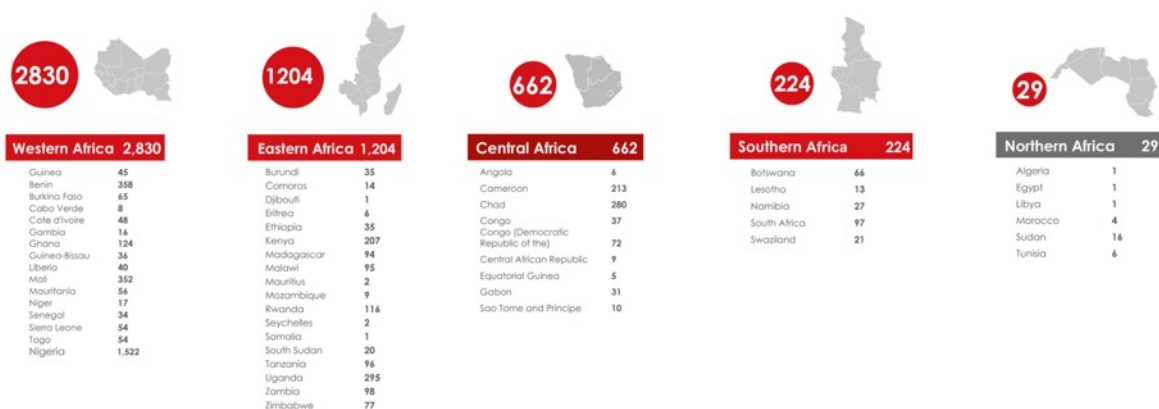 2830
Western Africa 2,830
Guinea 45
Benin 358
Burkina Faso 65
Cabo Verde 8
Cote d'Ivoire 48
Gambia 16
Ghana 124
Guinea-Bissau 36
Liberia 40
Mali 352
Mauritania 56
Niger 17
Senegal 34
Sierra Leone 54
Togo 54
Nigeria 1,522
1204
Eastern Africa 1,204
Burundi 35
Comoros 14
Djibouti 1
Eritrea 6
Ethiopia 35
Kenya 207
Madagascar 94
Malawi 95
Mauritius 2
Mozambique 9
Rwanda 116
Seychelles 2
Somalia 1
South Sudan 20
Tanzania 96
Uganda 295
Zambia 98
Zimbabwe 77
662
Central Africa 662
Angola 6
Cameroon 213
Chad 280
Congo 37
Congo (Democratic
Republic of the) 72
Central African Republic 9
Equatorial Guinea 5
Gabon 31
Sao Tome and Principe 10
224
Southern Africa 224
Botswana 66
Lesotho 13
Namibia 27
South Africa 97
Swaziland 21
29
Northern Africa 29
Algeria 1
Egypt 1
Libya 1
Morocco 4
Sudan 16
Tunisia 6